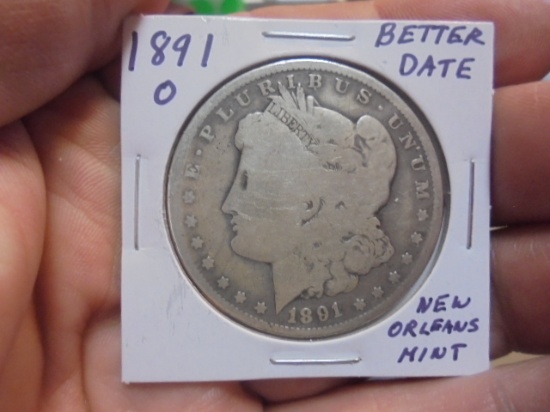 1891
O
BETTER
DATE
E·PLURIBUS·UNUM
LIBERTY
1891
NEW
ORLEANS
MINT